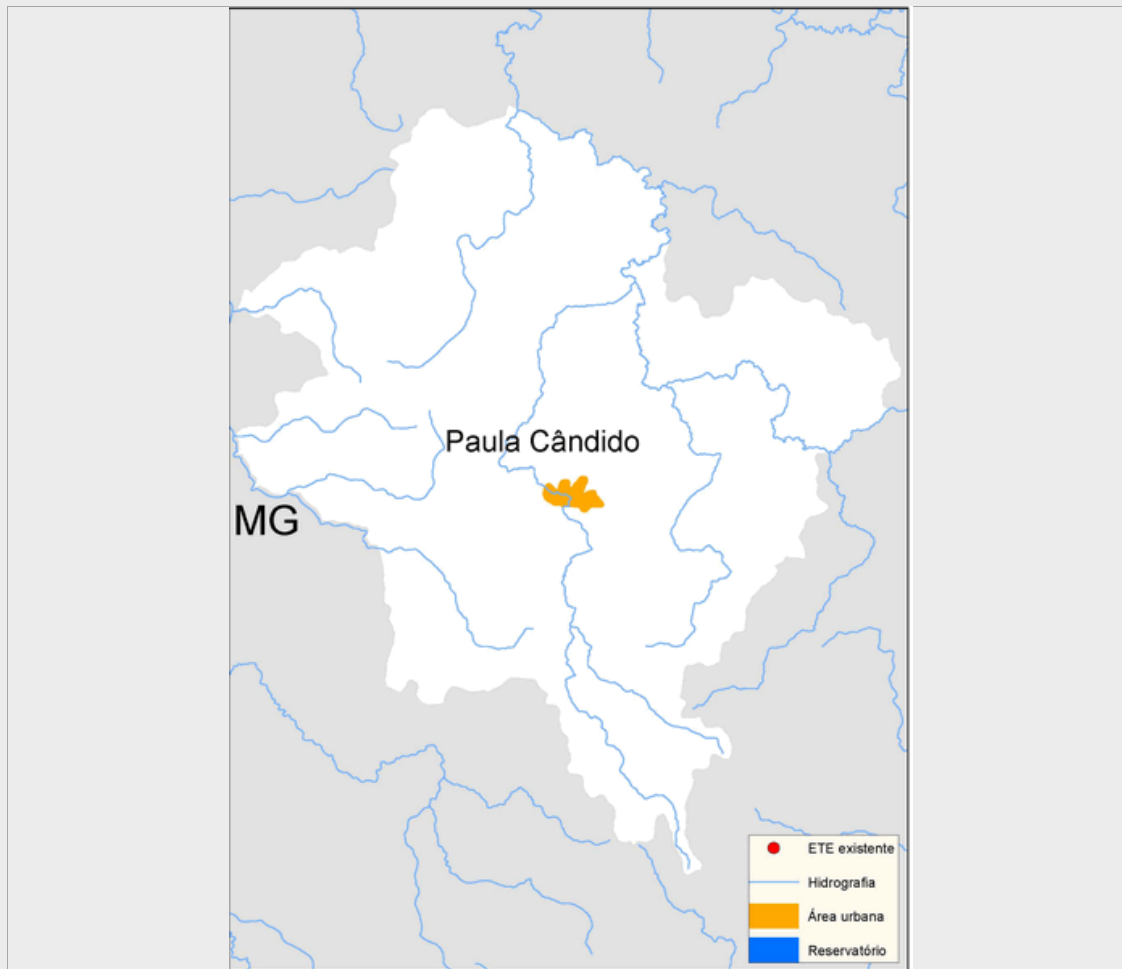 Paula Cândido
MG
ETE existente
Hidrografia
Área urbana
Reservatório